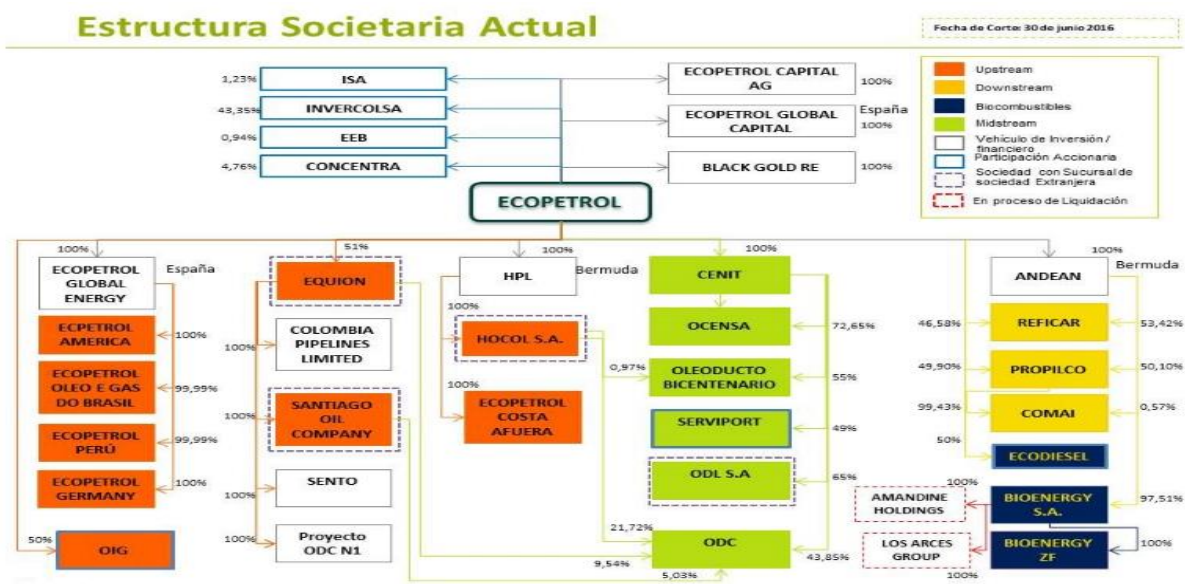 Estructura Societaria Actual
Fecha de Corte: 30 de junio 2016
1,23%
ISA
43,35%
INVERCOLSA
0,94%
EEB
4,76%
CONCENTRA
ECOPETROL CAPITAL
AG
100%
ECOPETROL GLOBAL
CAPITAL
España
100%
BLACK GOLD RE
100%
Upstream
Downstream
Biocombustibles
Midstream
Vehículo de Inversión /
financiero
Participación Accionaria
Sociedad con Sucursal de
sociedad Extranjera
En proceso de Liquidación
ECOPETROL
100%
ECOPETROL
GLOBAL
ENERGY
España
ECPETROL
AMERICA
100%
ECOPETROL
OLEO E GAS
DO BRASIL
99,99%
ECOPETROL
PERÚ
99,99%
ECOPETROL
GERMANY
100%
50%
OIG
51%
EQUION
100%
COLOMBIA
PIPELINES
LIMITED
100%
SANTIAGO
OIL
COMPANY
100%
SENTO
100%
Proyecto
ODC N1
100%
HPL
Bermuda
100%
HOCOL S.A.
100%
ECOPETROL
COSTA
AFUERA
100%
CENIT
OCENSA
72,65%
0,97%
OLEODUCTO
BICENTENARIO
55%
SERVIPORT
49%
ODL S.A
65%
21,72%
ODC
43,85%
9,54%
5,03%
100%
ANDEAN
Bermuda
46,58%
REFICAR
53,42%
49,90%
PROPILCO
50,10%
99,43%
COMAI
0,57%
50%
ECODIESEL
100%
AMANDINE
HOLDINGS
BIOENERGY
S.A.
97,51%
LOS ARCES
GROUP
100%
BIOENERGY
ZF
100%